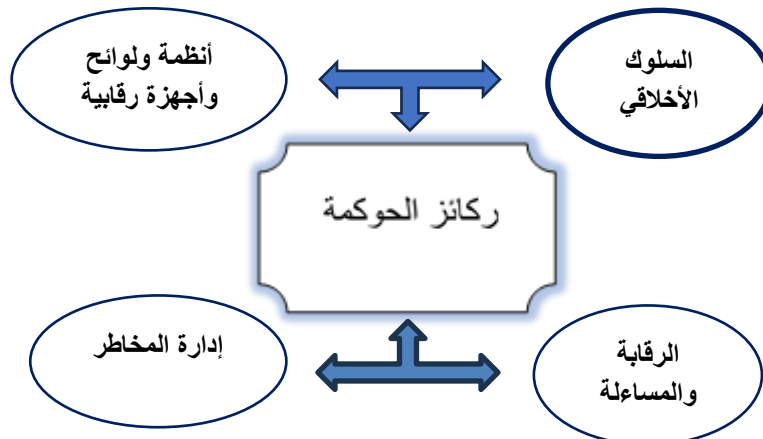 السلوك
الأخلاقي
أنظمة ولوائح
وأجهزة رقابية
ركائز الحوكمة
الرقابة
والمساءلة
إدارة المخاطر